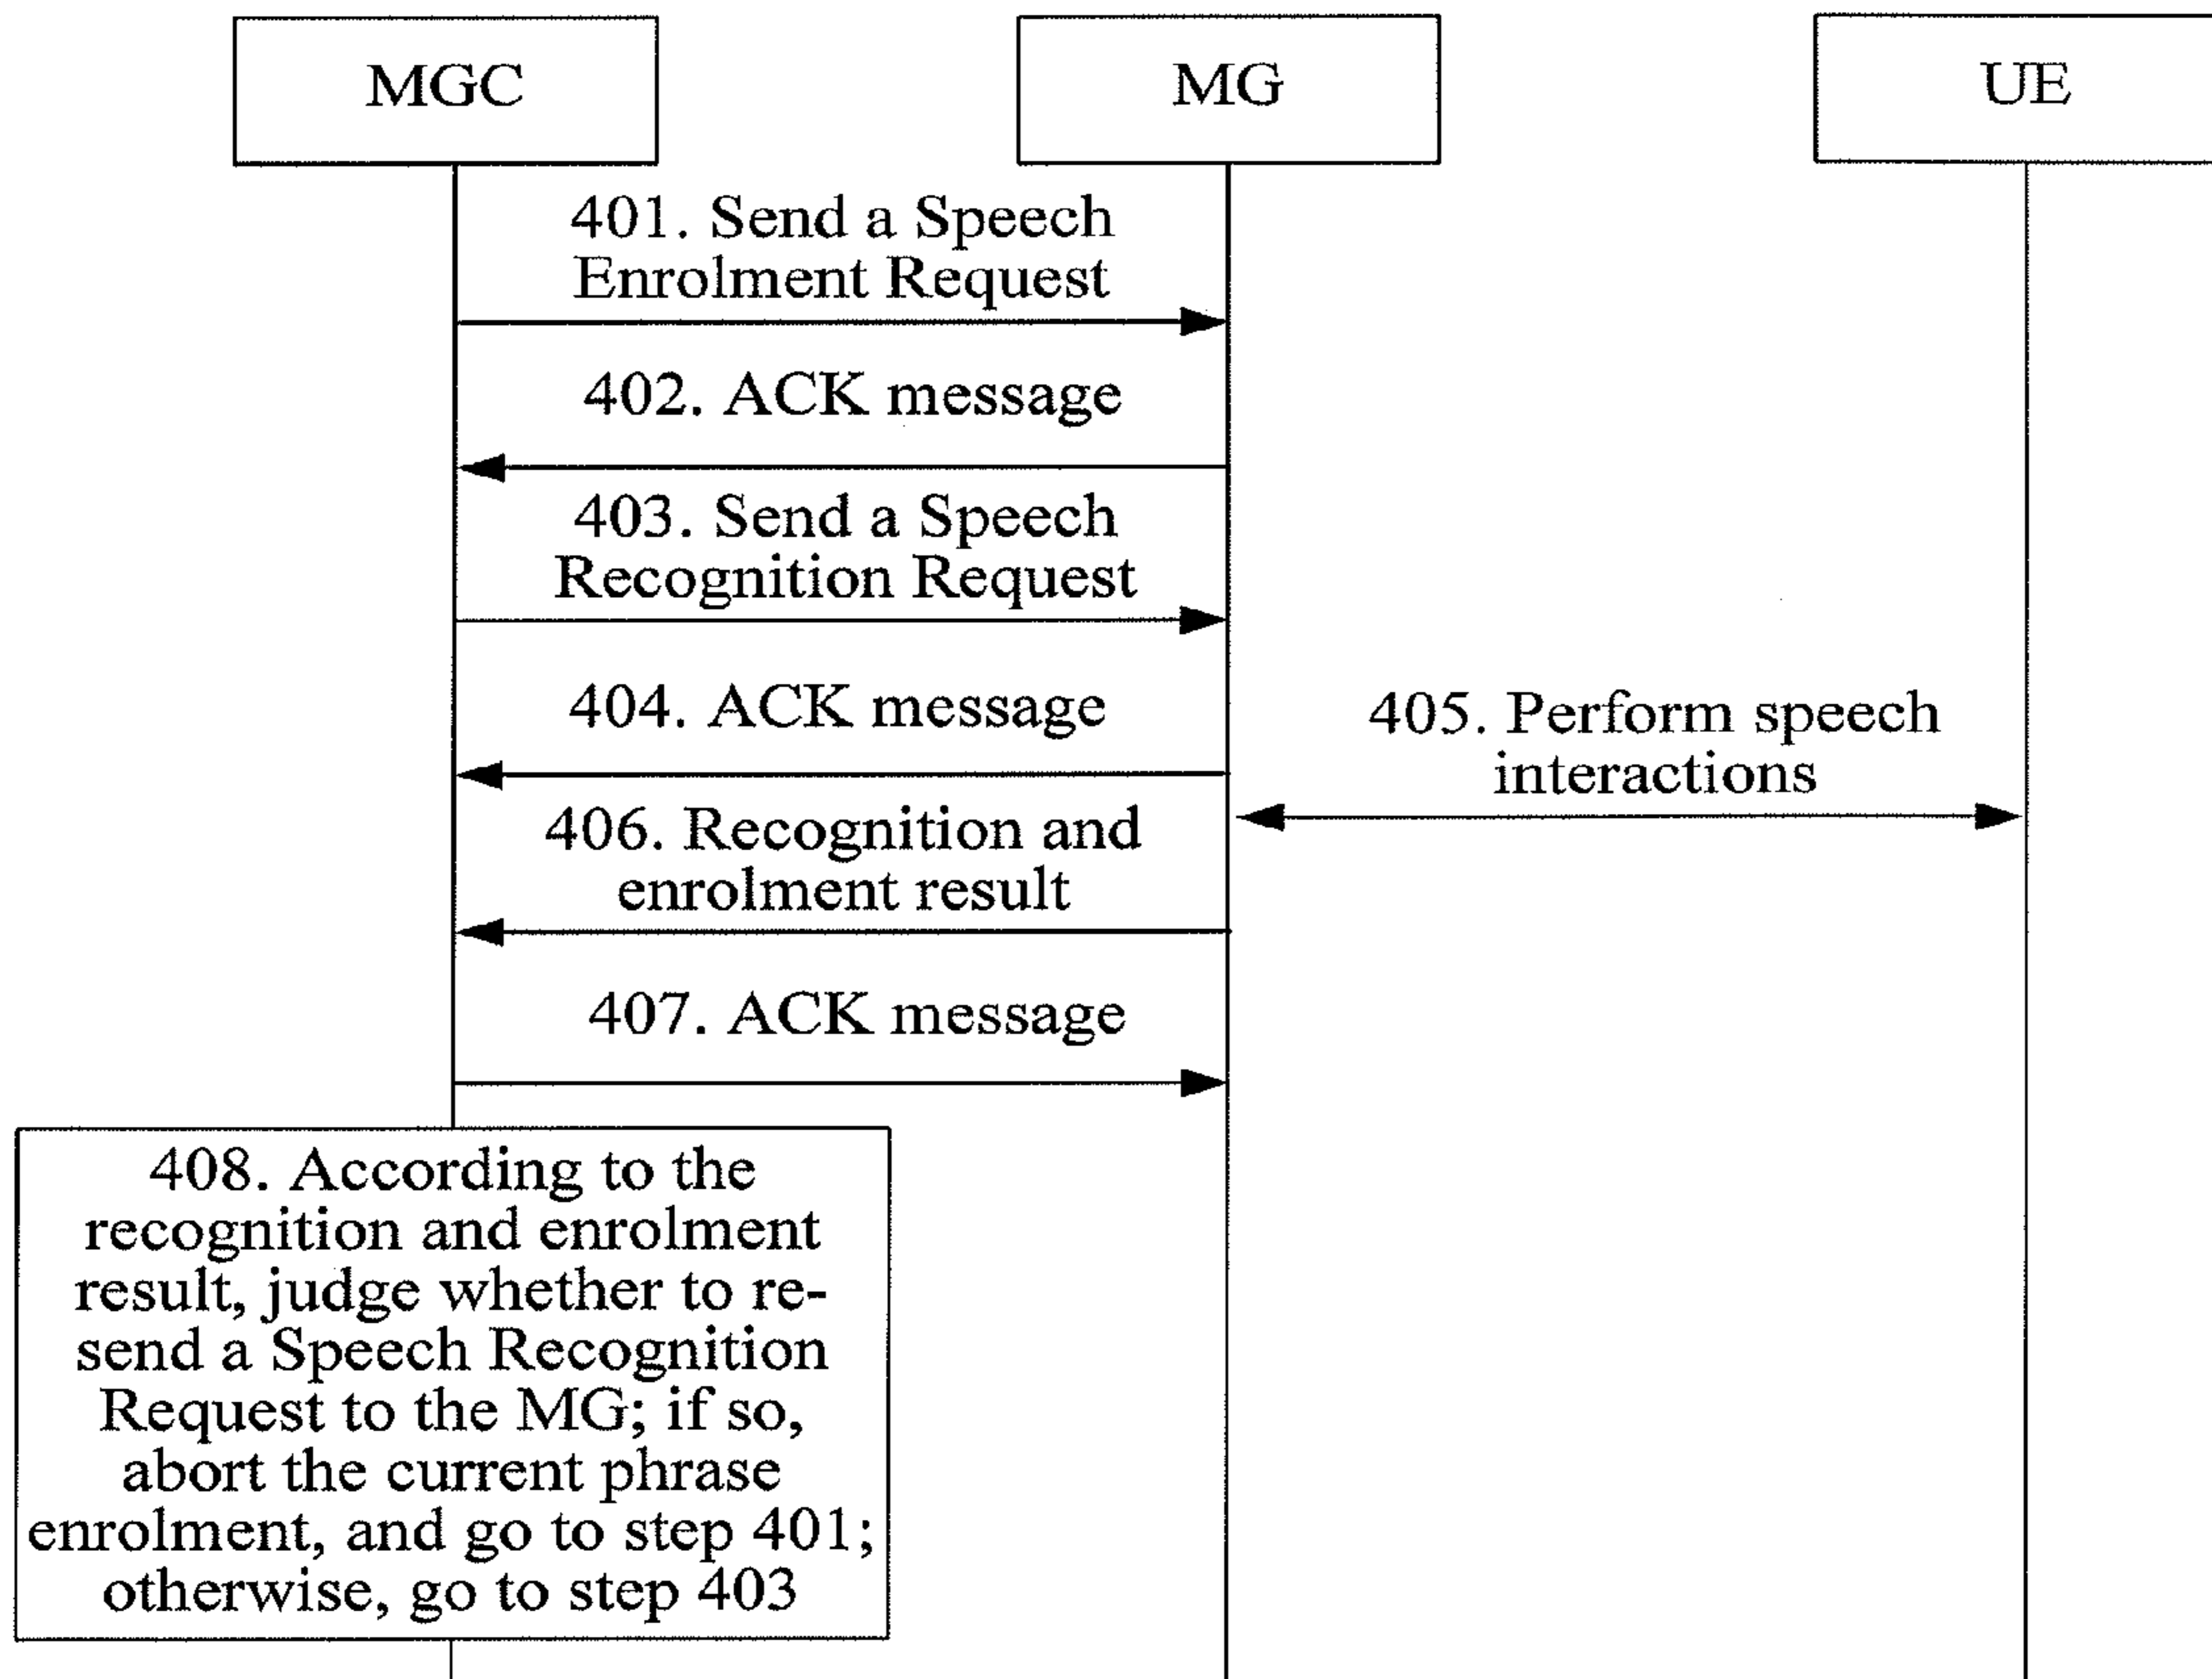 MGC
MG
UE
401. Send a Speech
Enrolment Request
402. ACK message
403. Send a Speech
Recognition Request
404. ACK message
405. Perform speech
interactions
406. Recognition and
enrolment result
407. ACK message
408. According to the
recognition and enrolment
result, judge whether to re-
send a Speech Recognition
Request to the MG; if so,
abort the current phrase
enrolment, and go to step 401;
otherwise, go to step 403